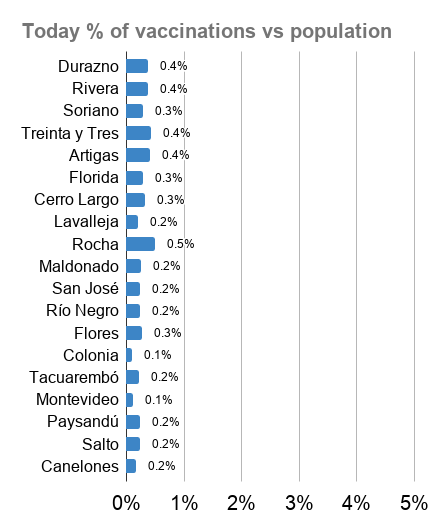 Today % of vaccinations vs population
Durazno 0.4%
Rivera 0.4%
Soriano 0.3%
Treinta y Tres 0.4%
Artigas 0.4%
Florida 0.3%
Cerro Largo 0.3%
Lavalleja 0.2%
Rocha 0.5%
Maldonado 0.2%
San José 0.2%
Río Negro 0.2%
Flores 0.3%
Colonia 0.1%
Tacuarembó 0.2%
Montevideo 0.1%
Paysandú 0.2%
Salto 0.2%
Canelones 0.2%
0% 1% 2% 3% 4% 5%